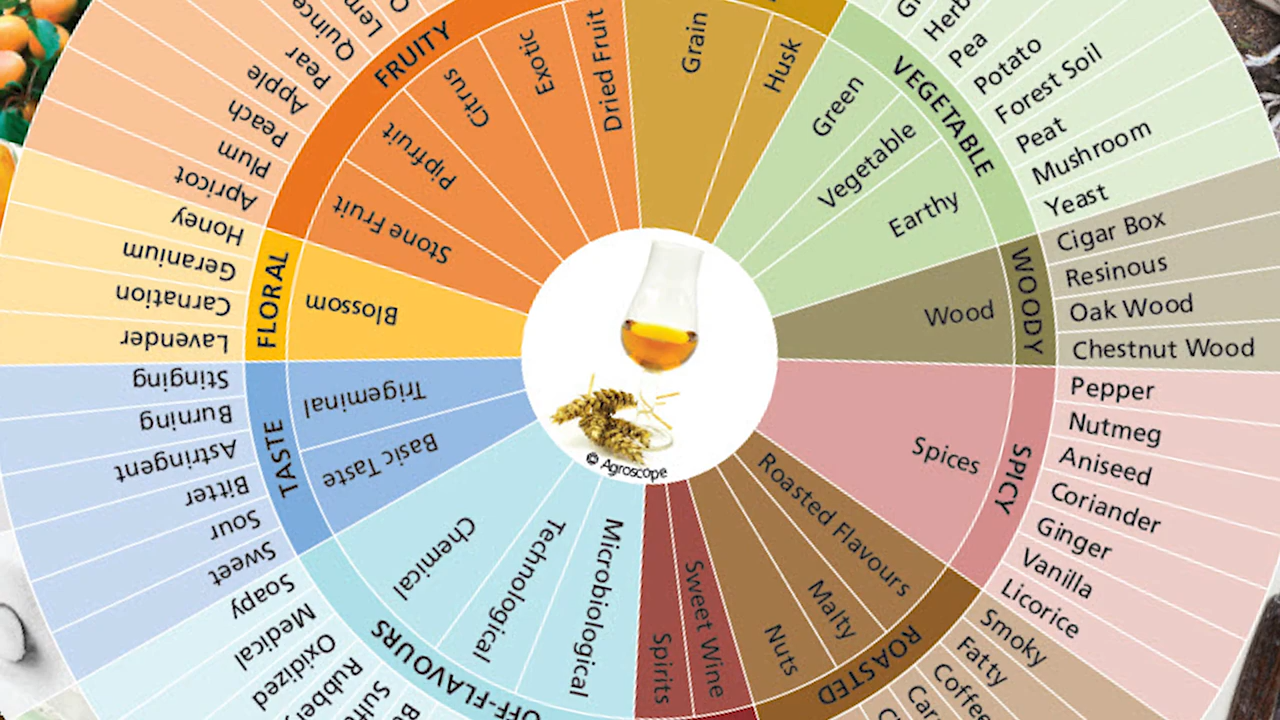 FRUITY
Dried Fruit
Exotic
Citrus
Pipfruit
Stone Fruit
Quince
Pear
Apple
Peach
Plum
Apricot
FLORAL
Blossom
Honey
Geranium
Carnation
Lavender
TASTE
Trigeminal
Basic Taste
Stinging
Burning
Astringent
Bitter
Sour
Sweet
OFF-FLAVOURS
Chemical
Technological
Microbiological
Soapy
Medical
Oxidized
Spirits
Sweet Wine
ROASTED
Nuts
Malty
Roasted Flavours
Smoky
Fatty
Coffee
SPICY
Spices
Pepper
Nutmeg
Aniseed
Coriander
Ginger
Vanilla
Licorice
WOODY
Wood
Cigar Box
Resinous
Oak Wood
Chestnut Wood
VEGETABLE
Green
Vegetable
Earthy
Pea
Potato
Forest Soil
Peat
Mushroom
Yeast
Grain
Husk
© Agroscope